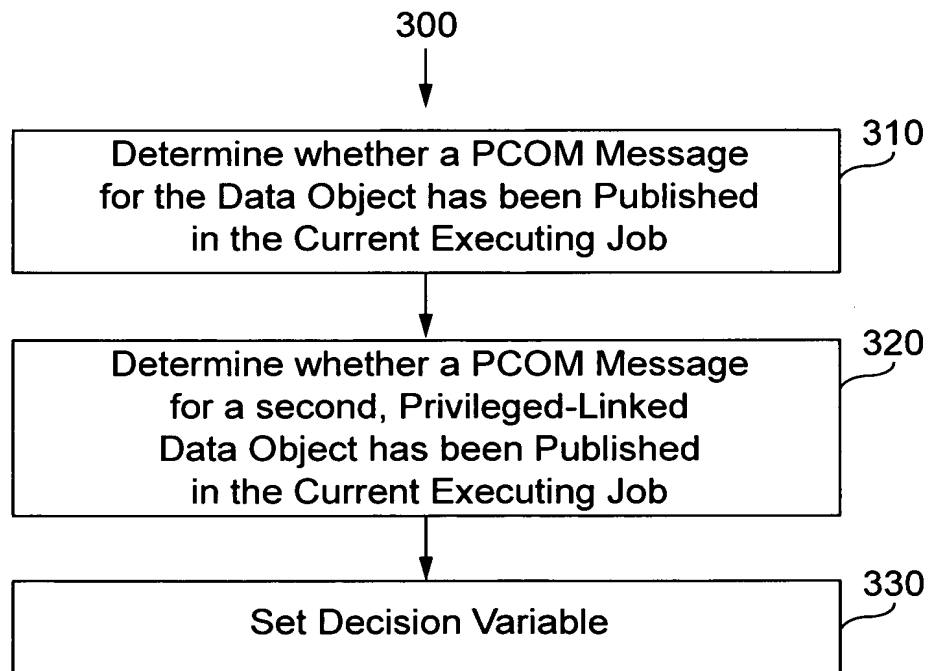 300
310
Determine whether a PCOM Message
for the Data Object has been Published
in the Current Executing Job
320
Determine whether a PCOM Message
for a second, Privileged-Linked
Data Object has been Published
in the Current Executing Job
330
Set Decision Variable